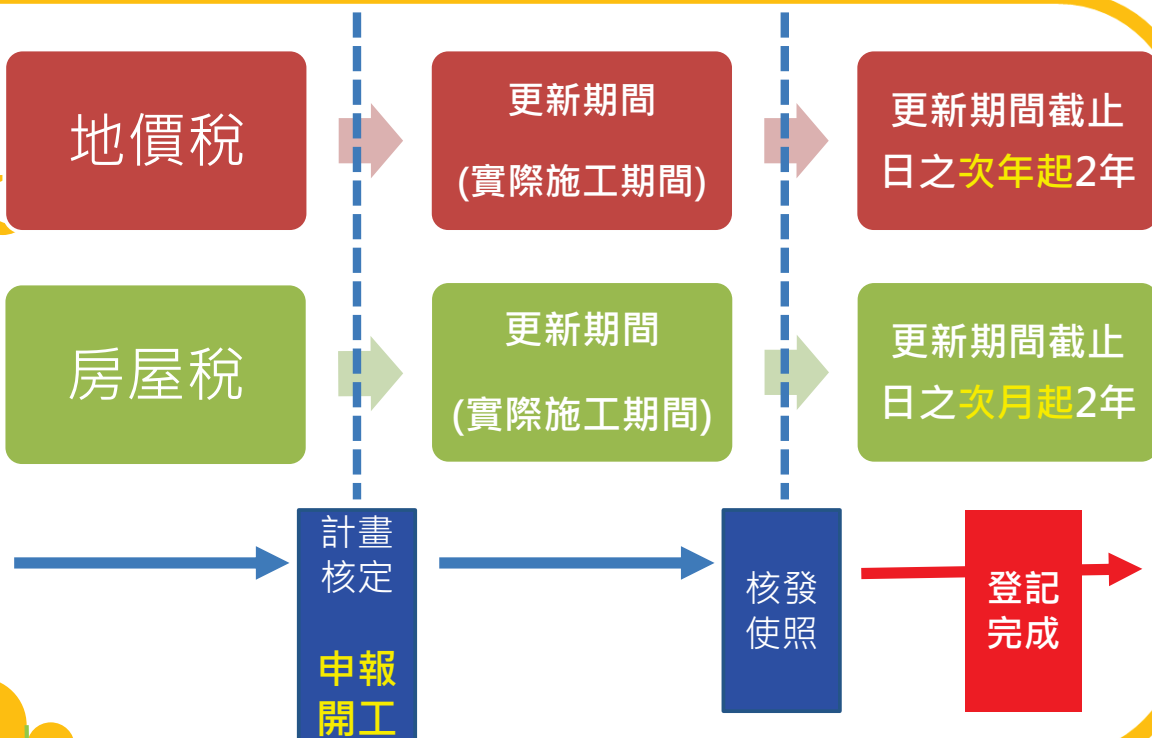 地價稅
更新期間
(實際施工期間)
更新期間截止
日之次年起2年
房屋稅
更新期間
(實際施工期間)
更新期間截止
日之次月起2年
計畫
核定
申報
開工
核發
使照
登記
完成